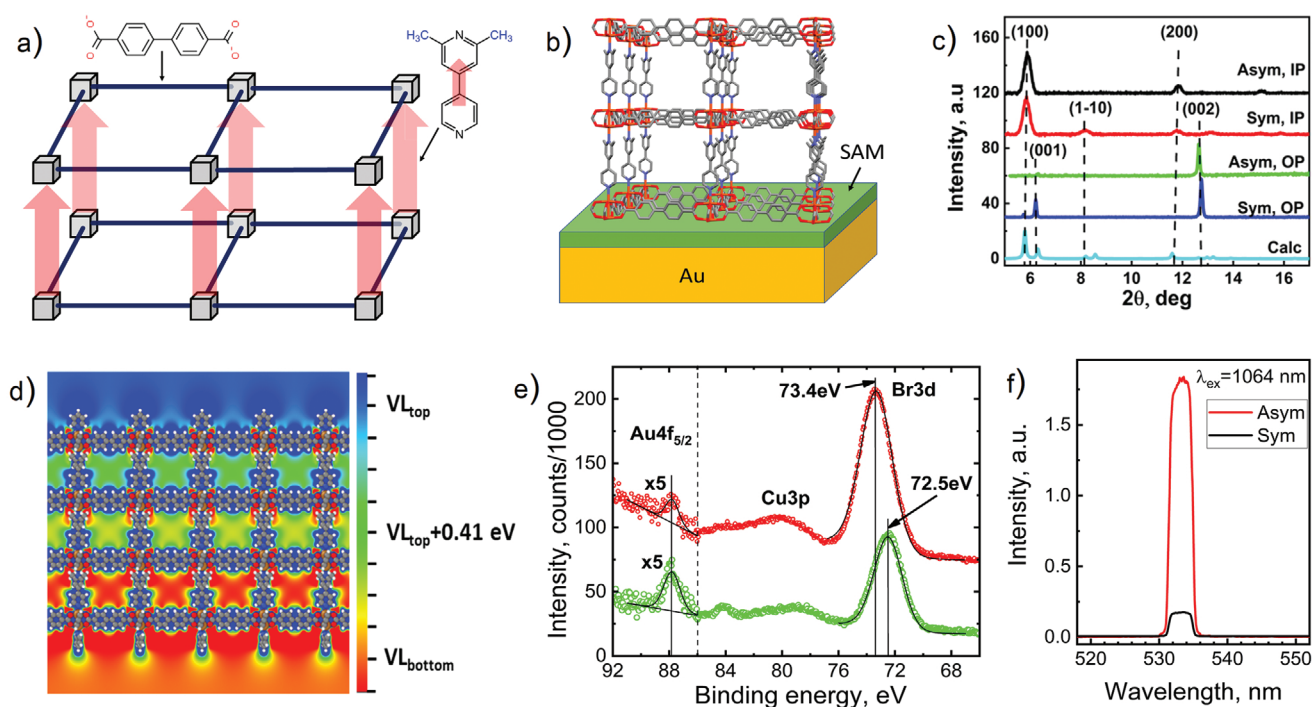 a)
O⁻
O
O
O⁻
H₃C
N
CH₃
N
b)
SAM
Au
c)
(100)
(200)
Asym, IP
(1-10)
(002)
Sym, IP
(001)
Asym, OP
Sym, OP
Calc
160
120
80
40
0
Intensity, a.u
6 8 10 12 14 16
2θ, deg
d)
VLtop
VLtop+0.41 eV
VLbottom
e)
73.4eV
Br3d
Au4f5/2
x5
Cu3p
72.5eV
x5
200
150
100
50
0
Intensity, counts/1000
92 88 84 80 76 72 68
Binding energy, eV
f)
λex=1064 nm
Asym
Sym
1.5
1.0
0.5
0.0
Intensity, a.u.
520 530 540 550
Wavelength, nm